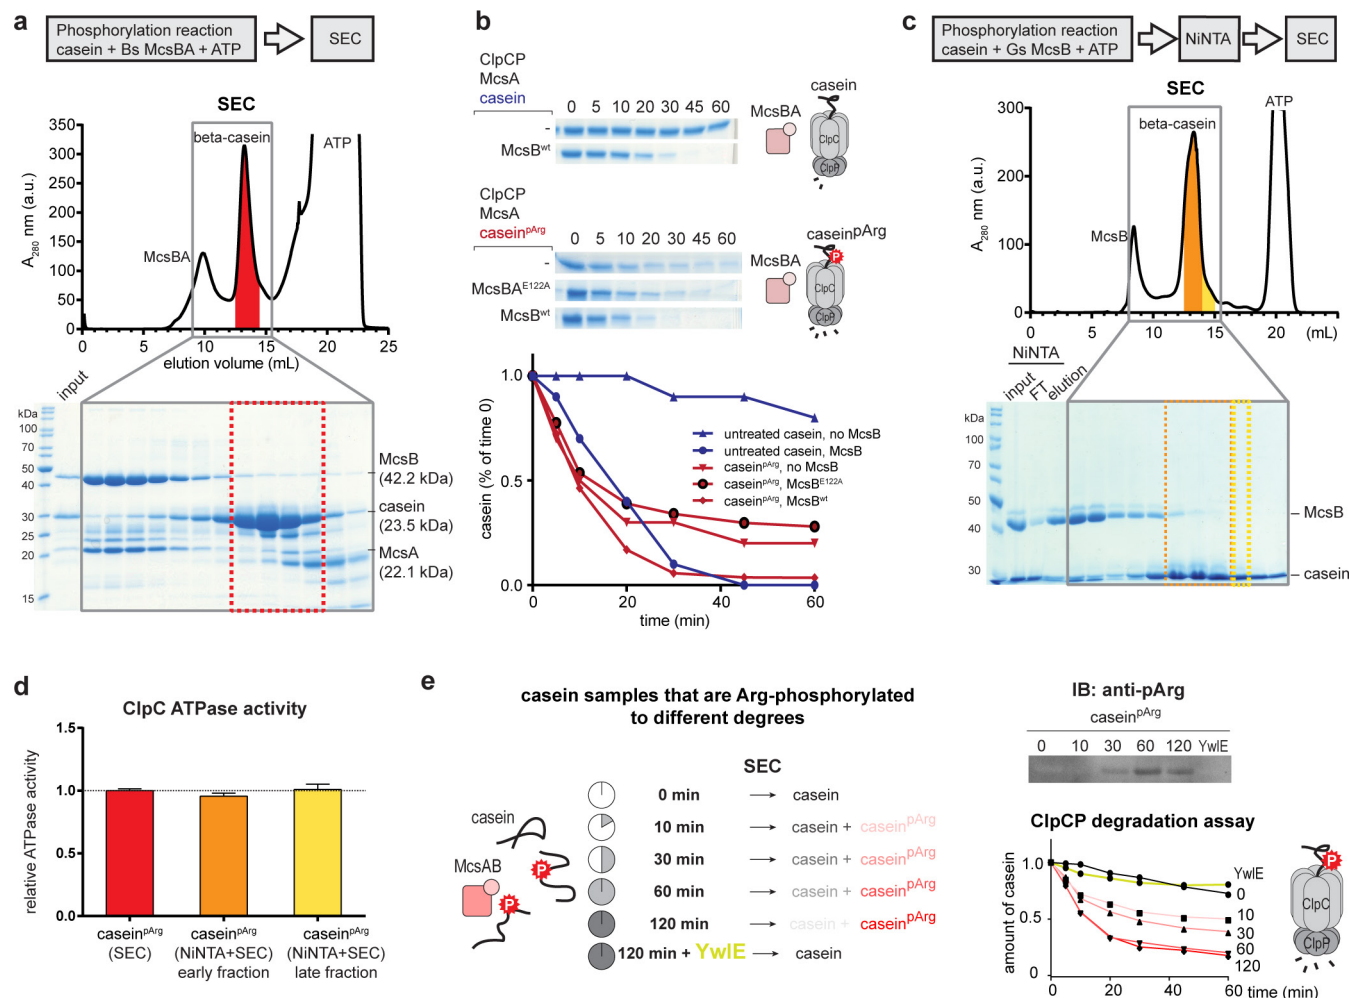 a
Phosphorylation reaction
casein + Bs McsBA + ATP
SEC
SEC
350
300
250
200
150
100
50
0
A280 nm (a.u.)
beta-casein
ATP
McsBA
0 5 10 15 20 25
elution volume (mL)
input
kDa
100
70
50
40
30
25
20
15
McsB
(42.2 kDa)
casein
(23.5 kDa)
McsA
(22.1 kDa)
b
ClpCP
McsA
casein
0 5 10 20 30 45 60
-
McsBwt
McsBA
casein
ClpC
ClpP
ClpCP
McsA
caseinpArg
0 5 10 20 30 45 60
-
McsBAE122A
McsBwt
McsBA
caseinpArg
P
ClpC
ClpP
1.0
0.5
0.0
casein (% of time 0)
untreated casein, no McsB
untreated casein, McsB
caseinpArg, no McsB
caseinpArg, McsBE122A
caseinpArg, McsBwt
0 20 40 60
time (min)
c
Phosphorylation reaction
casein + Gs McsB + ATP
NiNTA
SEC
SEC
300
200
100
0
A280 nm (a.u.)
beta-casein
ATP
McsB
0 5 10 15 20 (mL)
NiNTA
input
FT
elution
kDa
100
70
50
40
30
McsB
casein
d
ClpC ATPase activity
1.5
1.0
0.5
0.0
relative ATPase activity
caseinpArg
(SEC)
caseinpArg
(NiNTA+SEC)
early fraction
caseinpArg
(NiNTA+SEC)
late fraction
e
casein samples that are Arg-phosphorylated
to different degrees
SEC
casein
McsAB
P
P
0 min casein
10 min casein + caseinpArg
30 min casein + caseinpArg
60 min casein + caseinpArg
120 min casein + caseinpArg
120 min + YwlE casein
IB: anti-pArg
caseinpArg
0 10 30 60 120 YwlE
ClpCP degradation assay
1.0
0.5
0
amount of casein
YwlE
0
10
30
60
120
0 20 40 60 time (min)
P
ClpC
ClpP